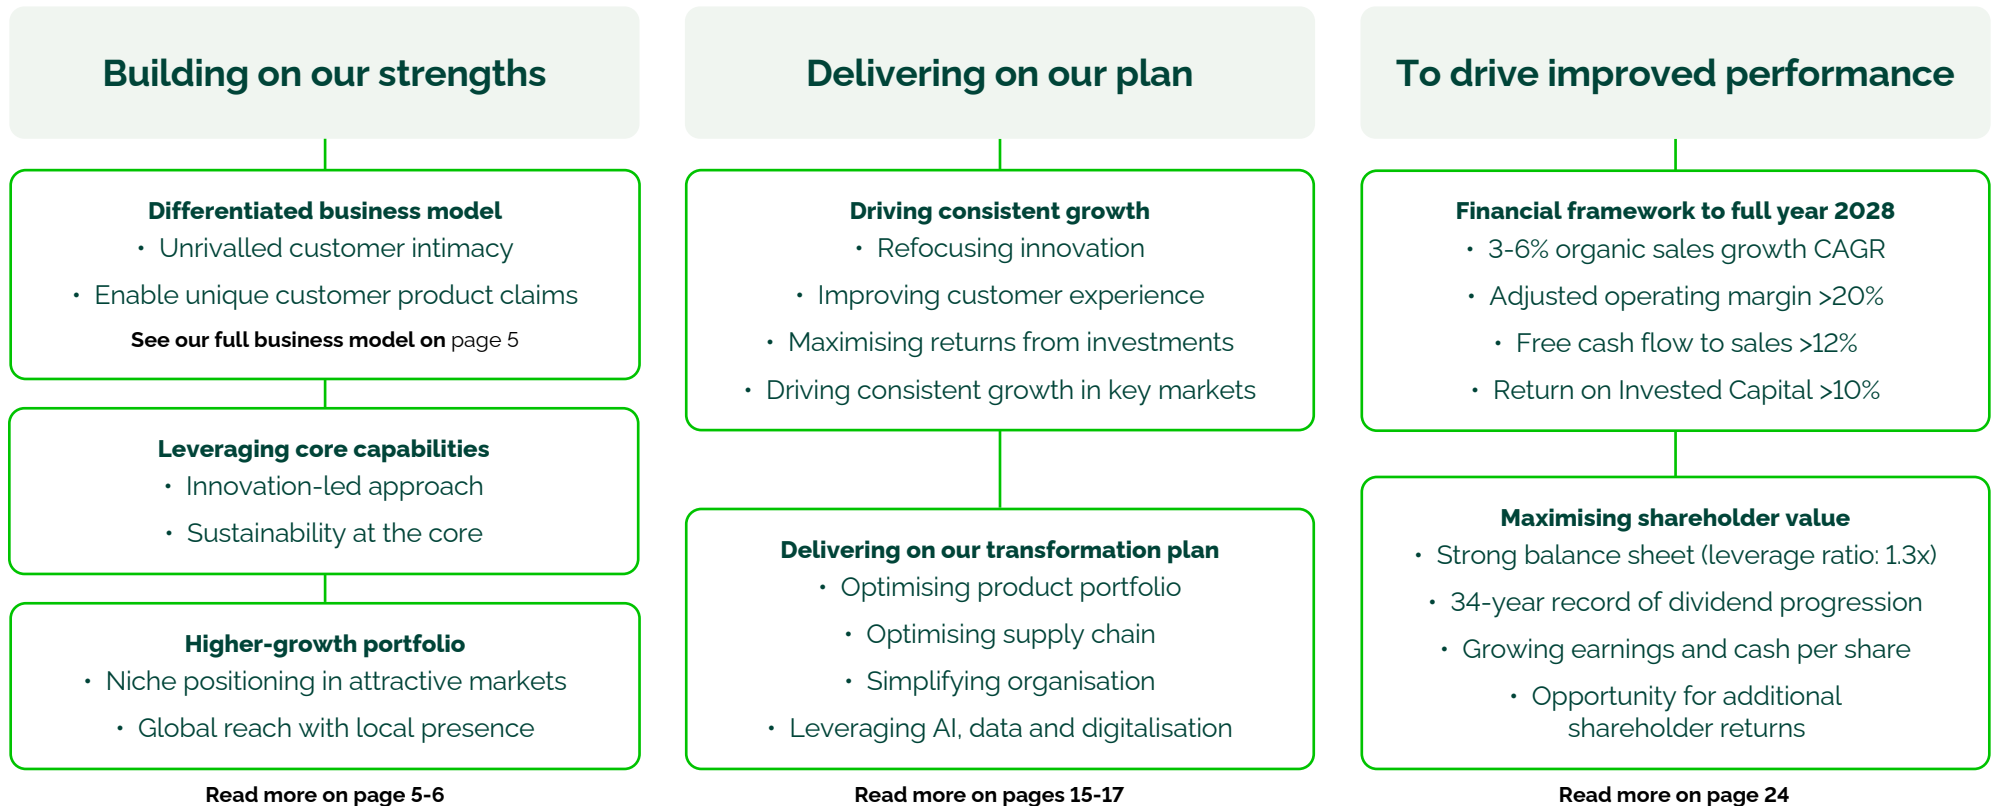 Building on our strengths
Differentiated business model
• Unrivalled customer intimacy
• Enable unique customer product claims
See our full business model on page 5
Leveraging core capabilities
• Innovation-led approach
• Sustainability at the core
Higher-growth portfolio
• Niche positioning in attractive markets
• Global reach with local presence
Read more on page 5-6
Delivering on our plan
Driving consistent growth
• Refocusing innovation
• Improving customer experience
• Maximising returns from investments
• Driving consistent growth in key markets
Delivering on our transformation plan
• Optimising product portfolio
• Optimising supply chain
• Simplifying organisation
• Leveraging AI, data and digitalisation
Read more on pages 15-17
To drive improved performance
Financial framework to full year 2028
• 3-6% organic sales growth CAGR
• Adjusted operating margin >20%
• Free cash flow to sales >12%
• Return on Invested Capital >10%
Maximising shareholder value
• Strong balance sheet (leverage ratio: 1.3x)
• 34-year record of dividend progression
• Growing earnings and cash per share
• Opportunity for additional
shareholder returns
Read more on page 24